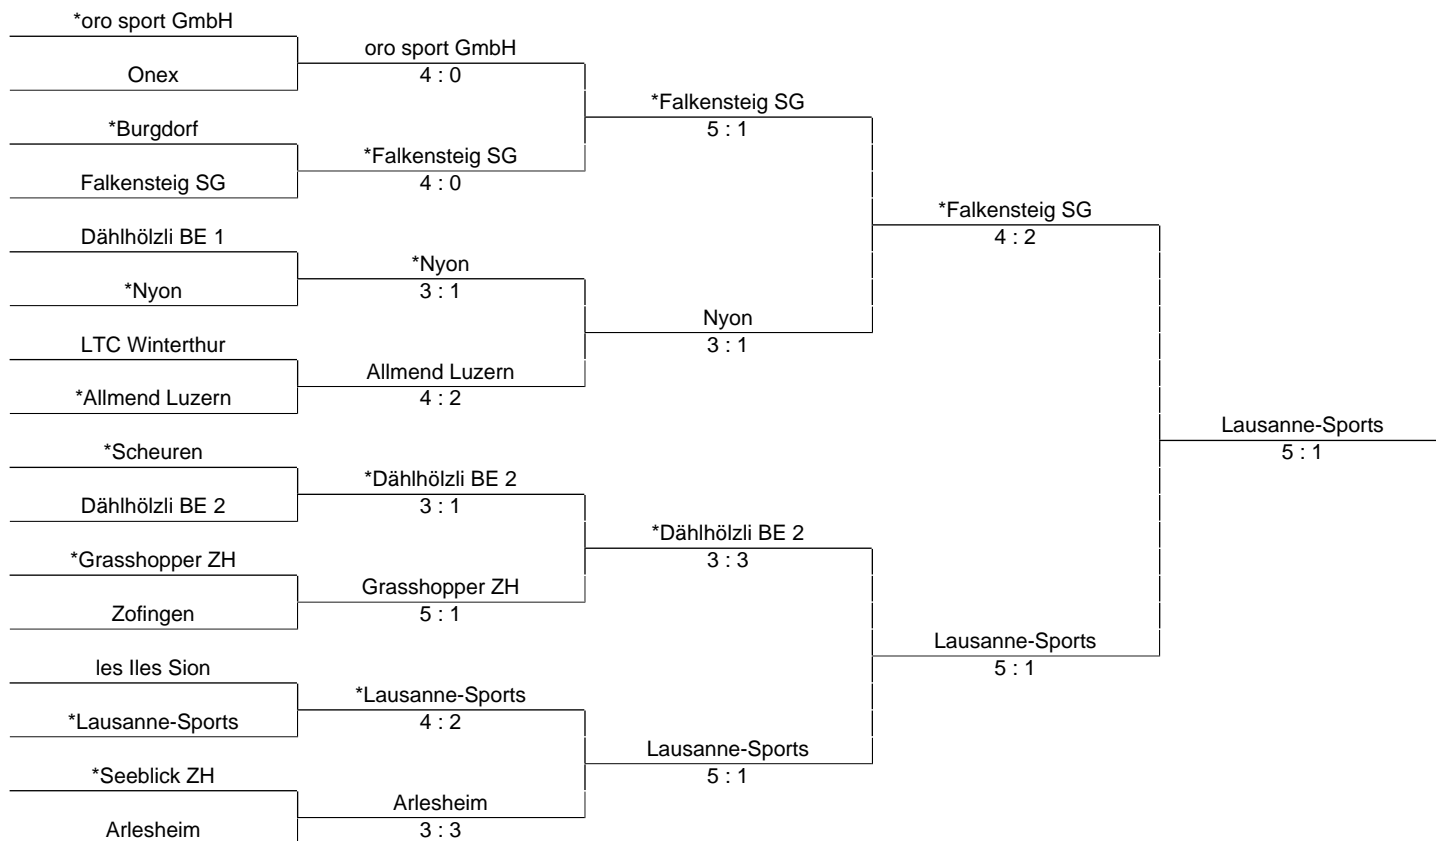 *oro sport GmbH
oro sport GmbH
4 : 0
Onex
*Falkensteig SG
5 : 1
*Burgdorf
*Falkensteig SG
4 : 0
Falkensteig SG
*Falkensteig SG
4 : 2
Dählhölzli BE 1
*Nyon
3 : 1
*Nyon
Nyon
3 : 1
LTC Winterthur
Allmend Luzern
4 : 2
*Allmend Luzern
Lausanne-Sports
5 : 1
*Scheuren
*Dählhölzli BE 2
3 : 1
Dählhölzli BE 2
*Dählhölzli BE 2
3 : 3
*Grasshopper ZH
Grasshopper ZH
5 : 1
Zofingen
Lausanne-Sports
5 : 1
les Iles Sion
*Lausanne-Sports
4 : 2
*Lausanne-Sports
Lausanne-Sports
5 : 1
*Seeblick ZH
Arlesheim
3 : 3
Arlesheim